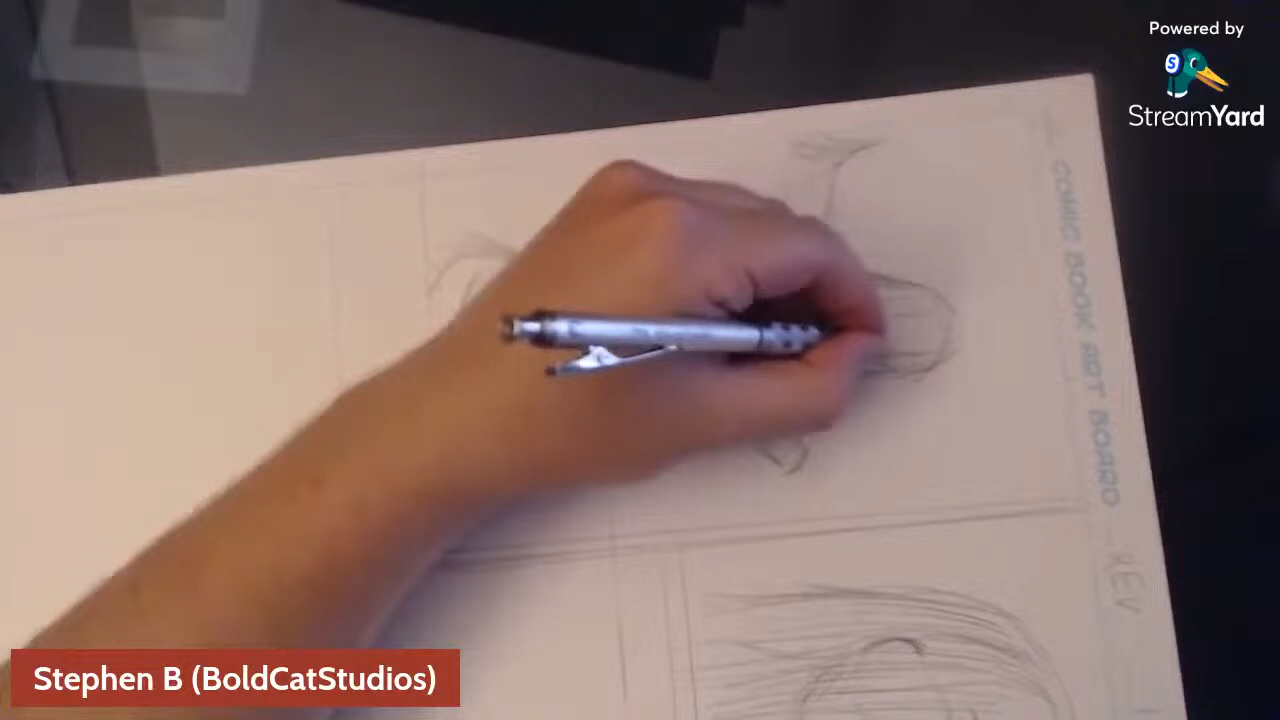 Powered by
StreamYard
COMIC BOOK ART BOARD
Stephen B (BoldCatStudios)